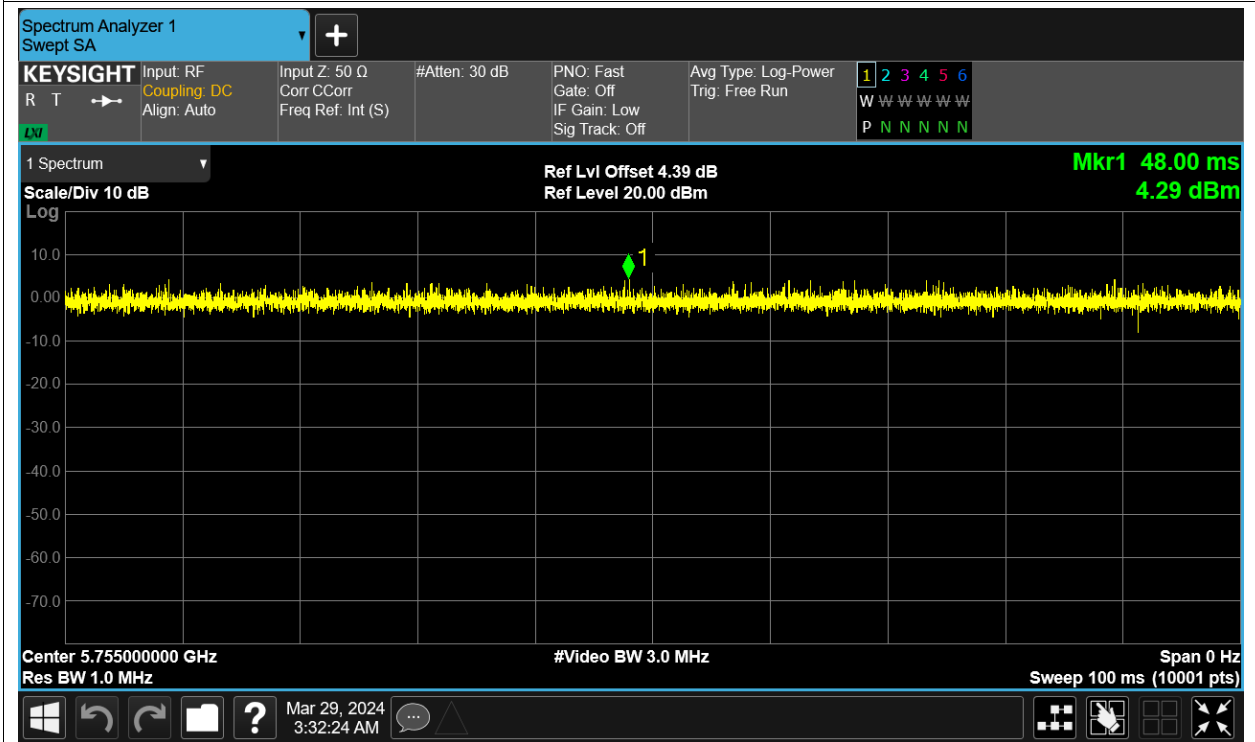 Spectrum Analyzer 1
Swept SA
+
KEYSIGHT
R T
LXI
Input: RF
Coupling: DC
Align: Auto
Input Z: 50 Ω
Corr CCorr
Freq Ref: Int (S)
#Atten: 30 dB
PNO: Fast
Gate: Off
IF Gain: Low
Sig Track: Off
Avg Type: Log-Power
Trig: Free Run
1 2 3 4 5 6
W W W W W W
P N N N N N
1 Spectrum
Scale/Div 10 dB
Ref Lvl Offset 4.39 dB
Ref Level 20.00 dBm
Mkr1 48.00 ms
4.29 dBm
Log
10.0
0.00
-10.0
-20.0
-30.0
-40.0
-50.0
-60.0
-70.0
1
Center 5.755000000 GHz
Res BW 1.0 MHz
#Video BW 3.0 MHz
Span 0 Hz
Sweep 100 ms (10001 pts)
?
Mar 29, 2024
3:32:24 AM